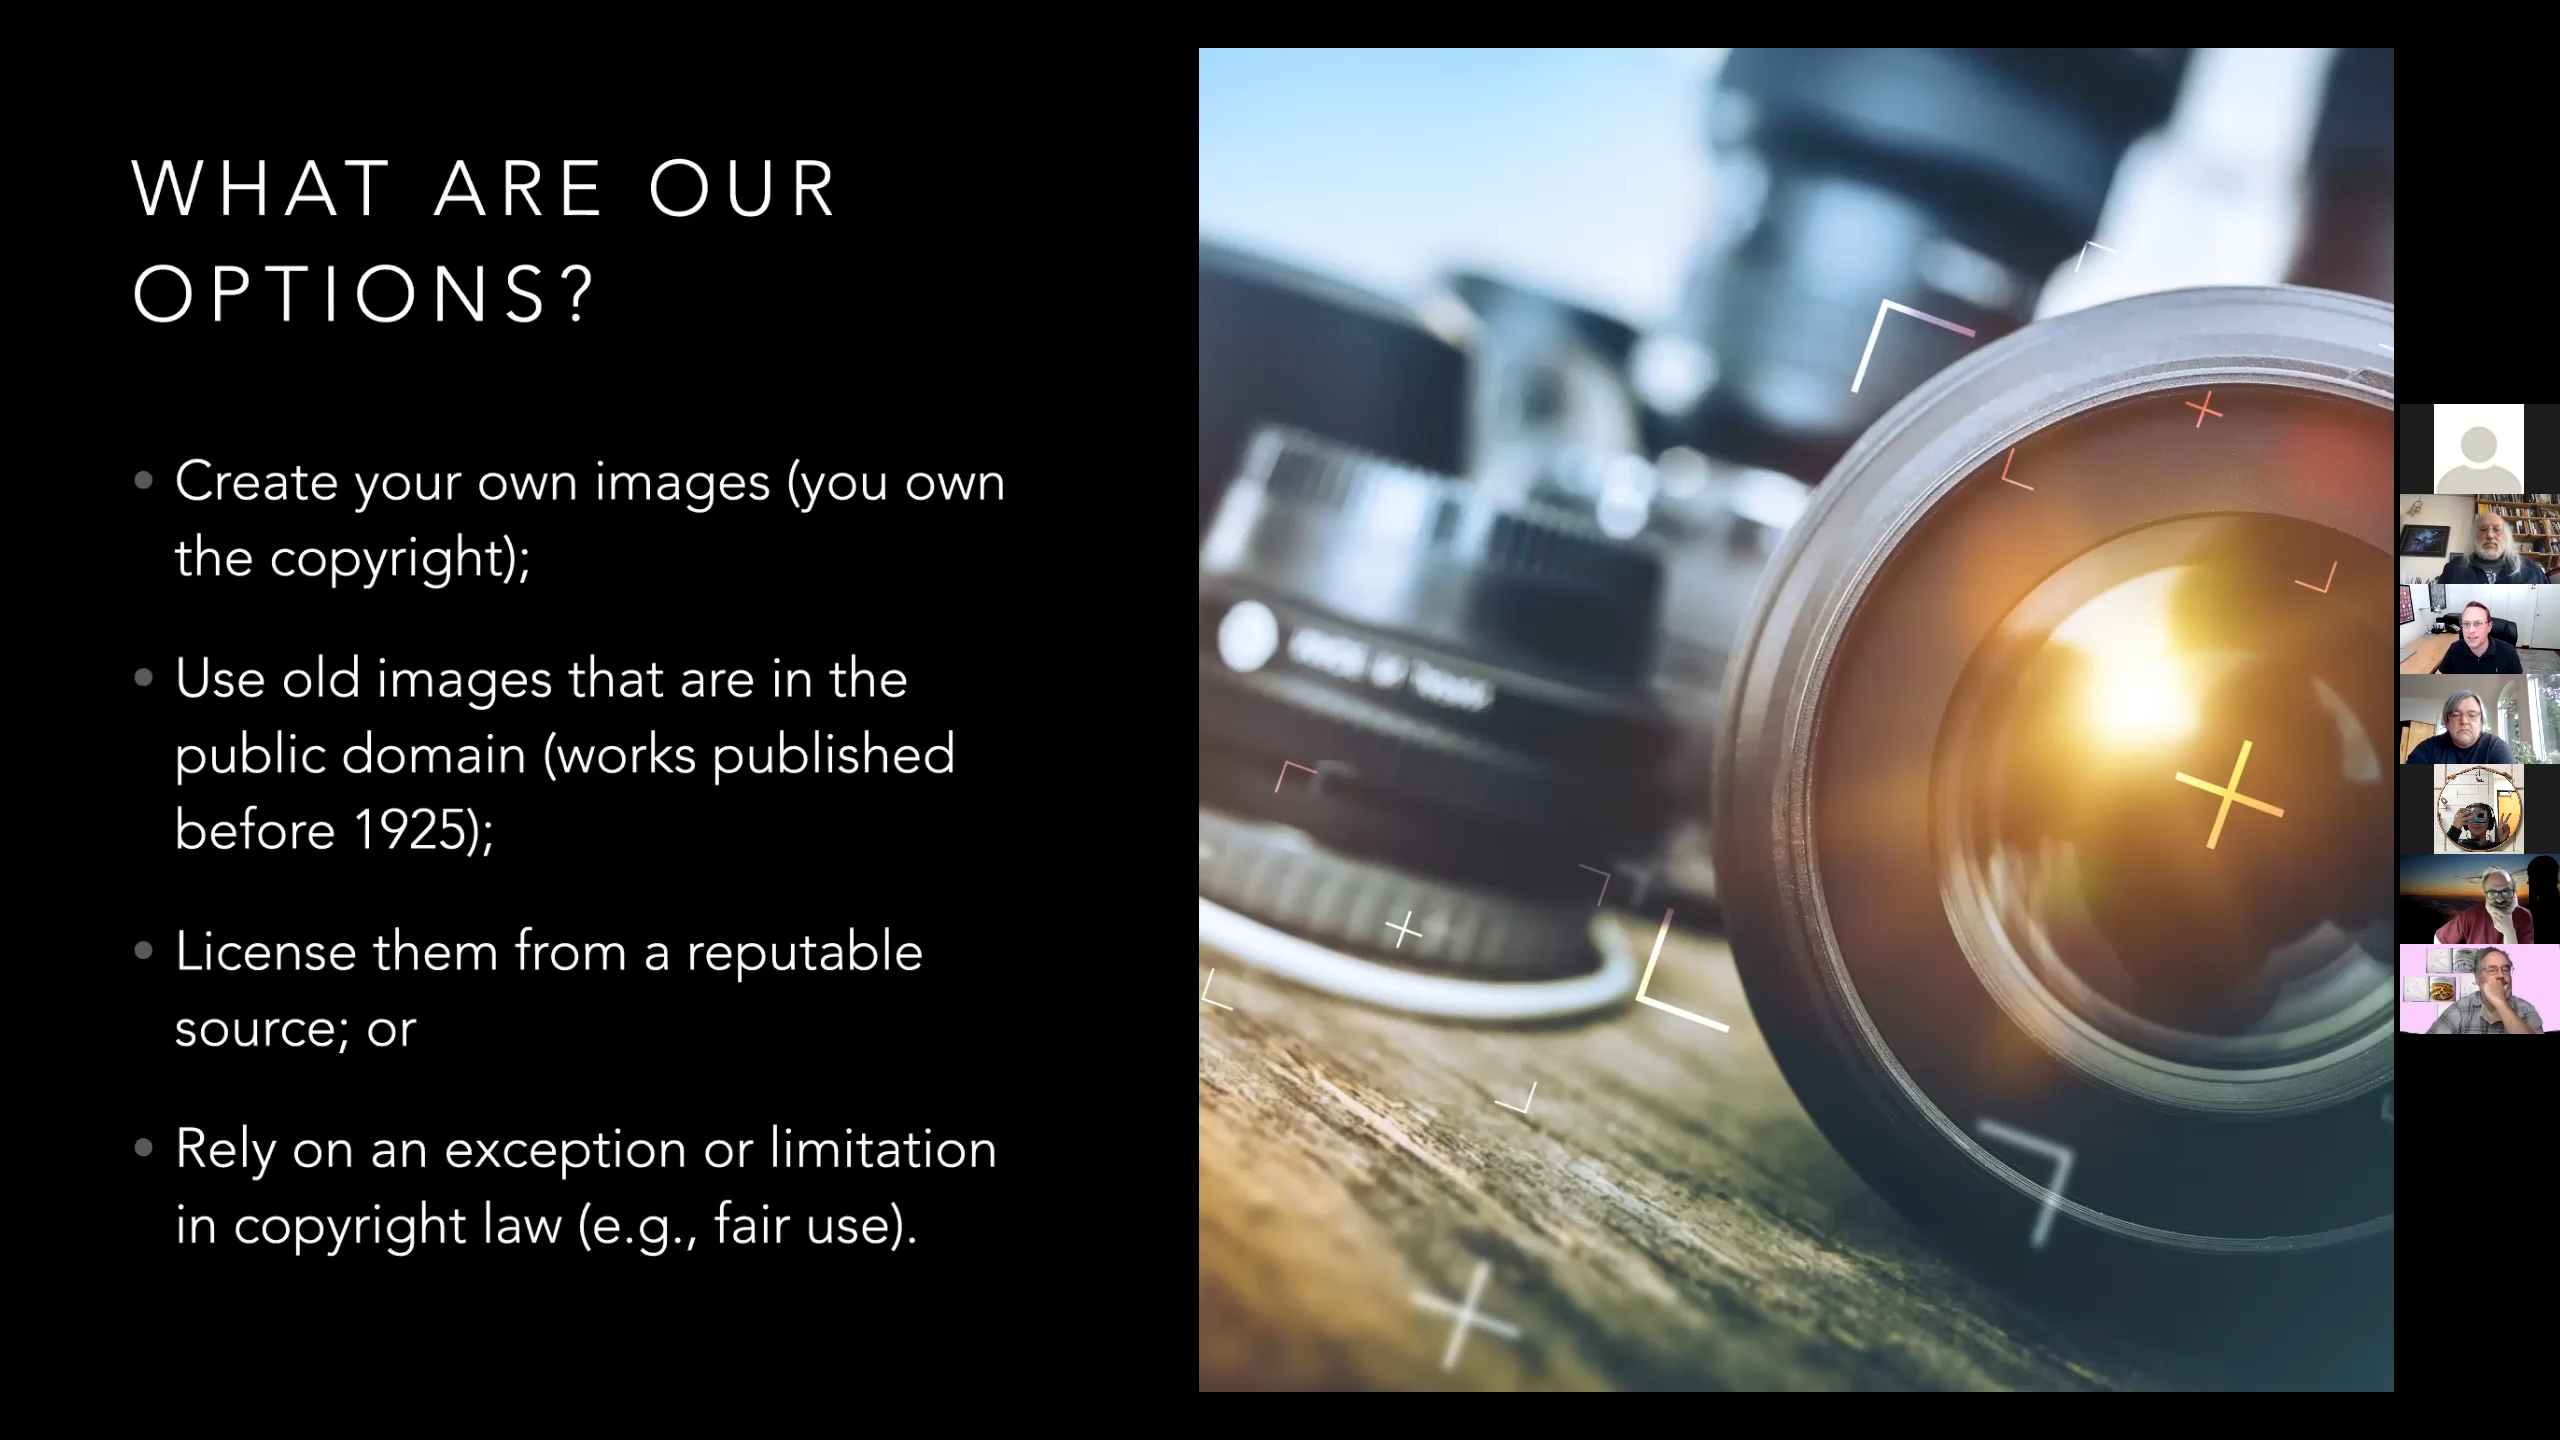 WHAT ARE OUR
OPTIONS?
• Create your own images (you own
the copyright);
• Use old images that are in the
public domain (works published
before 1925);
• License them from a reputable
source; or
• Rely on an exception or limitation
in copyright law (e.g., fair use).